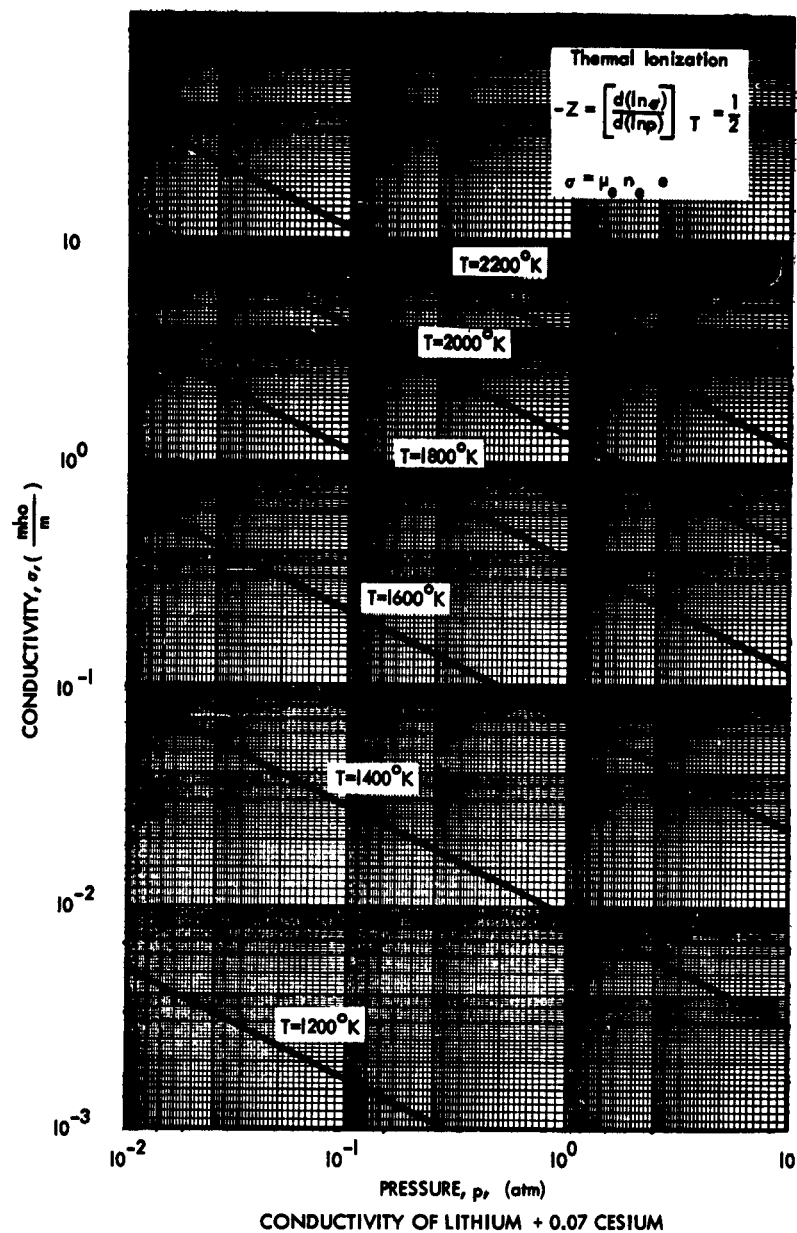 Thermal Ionization
-Z = [d(lnσ)/d(lnp)] T = 1/2
σ = μe ne e
10
T=2200°K
T=2000°K
10^0
T=1800°K
CONDUCTIVITY, σ, (mho/m)
T=1600°K
10^-1
T=1400°K
10^-2
T=1200°K
10^-3
10^-2 10^-1 10^0 10
PRESSURE, p, (atm)
CONDUCTIVITY OF LITHIUM + 0.07 CESIUM